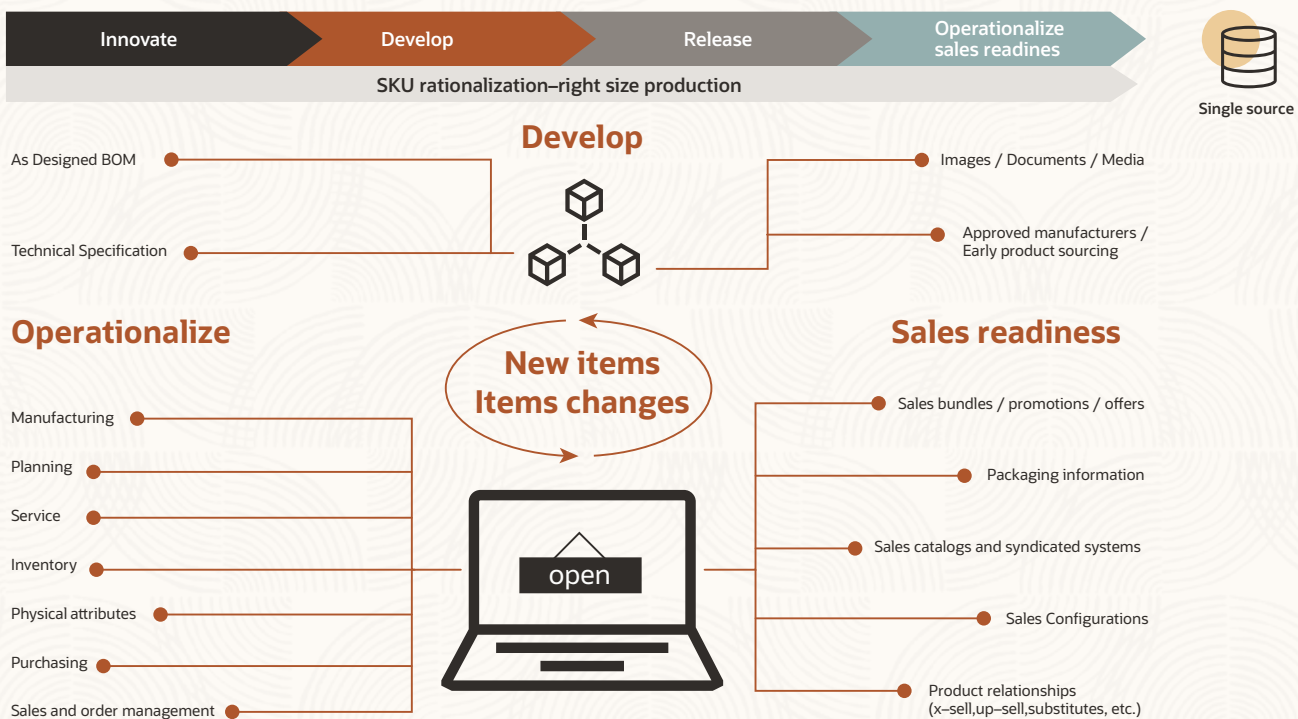 Innovate
Develop
Release
Operationalize
sales readines
SKU rationalization–right size production
Single source
Develop
As Designed BOM
Technical Specification
Images / Documents / Media
Approved manufacturers /
Early product sourcing
Operationalize
New items
Items changes
Sales readiness
Manufacturing
Planning
Service
Inventory
Physical attributes
Purchasing
Sales and order management
open
Sales bundles / promotions / offers
Packaging information
Sales catalogs and syndicated systems
Sales Configurations
Product relationships
(x–sell,up–sell,substitutes, etc.)